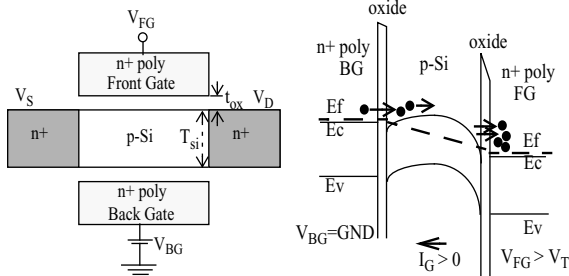 V_FG
n+ poly
Front Gate
t_ox
V_S
V_D
n+
p-Si
T_si
n+
n+ poly
Back Gate
V_BG
oxide
n+ poly
BG
p-Si
oxide
n+ poly
FG
Ef
Ec
Ef
Ec
Ev
Ev
V_BG=GND
I_G > 0
V_FG > V_T